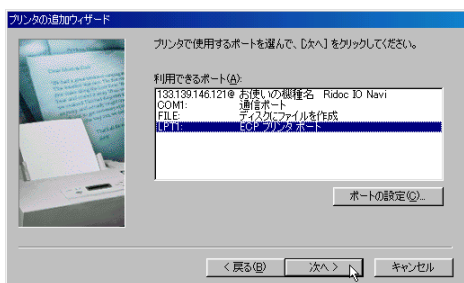 プリンタの追加ウィザード
プリンタで使用するポートを選んで、[次へ] をクリックしてください。
利用できるポート(A):
133.139.146.121@ お使いの機種名 Ridoc IO Navi
COM1: 通信ポート
FILE: ディスクにファイルを作成
LPT1: ECP プリンタ ポート
ポートの設定(C)...
< 戻る(B)
次へ >
キャンセル